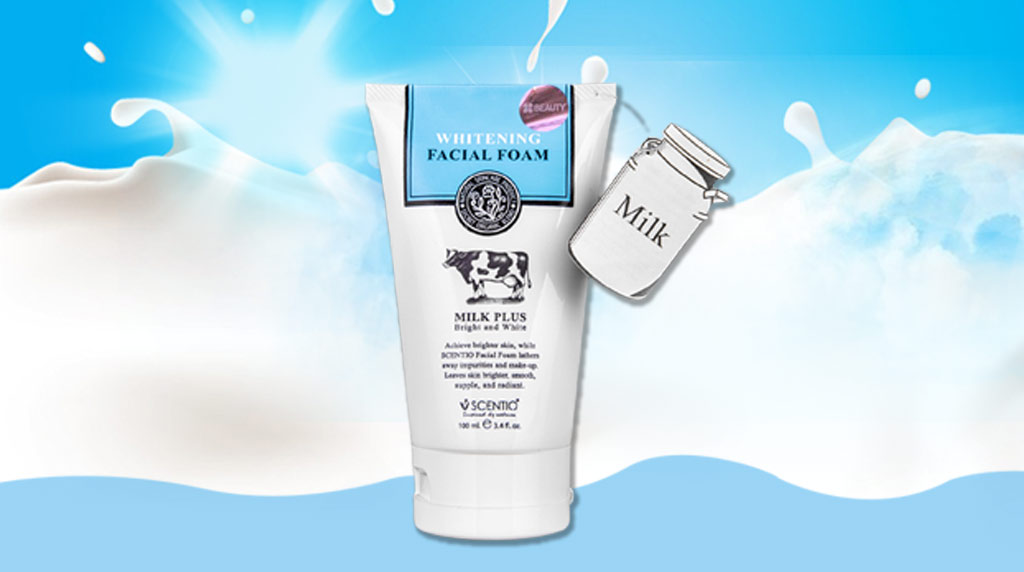 BEAUTY
WHITENING
FACIAL FOAM
Milk
MILK PLUS
Bright and White
Achieve brighter skin, while
SCENTIO Facial Foam lathers
away impurities and make-up.
Leaves skin brighter, smooth,
supple, and radiant.
SCENTIO
100 ml. e 3.4 fl. oz.